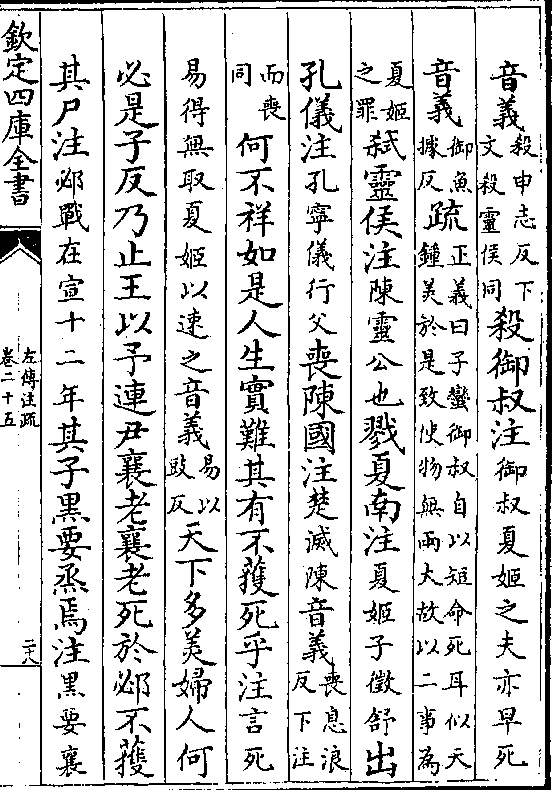 音義殺申志反下文殺靈侯同殺御叔注御叔夏姬之夫亦早死
音義御魚據反疏正義曰子蠻御叔自以短命死耳似天鍾美於是致使物無兩大故以二事為
夏姬之罪弑靈侯注陳靈公也戮夏南注夏姬子徵舒出
孔儀注孔寧儀行父喪陳國注楚滅陳音義喪息浪反下注
而喪同何不祥如是人生實難其有不獲死乎注言死
易得無取夏姬以速之音義易以豉反天下多美婦人何
必是子反乃止王以予連尹襄老襄老死於邲不獲
其尸注邲戰在宣十二年其子黑要烝焉注黑要襄
欽定四庫全書
左傳注疏
卷二十五
二十八